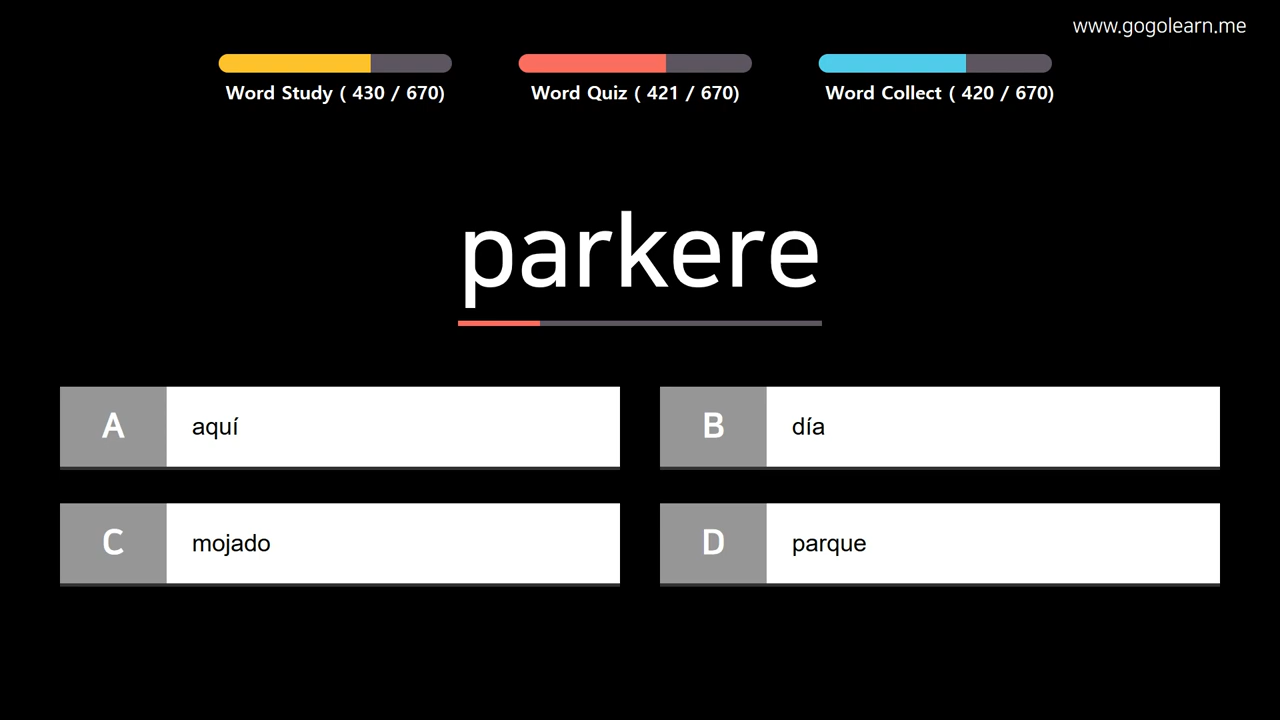 www.gogolearn.me
Word Study ( 430 / 670)
Word Quiz ( 421 / 670)
Word Collect ( 420 / 670)
parkere
A aquí
B día
C mojado
D parque